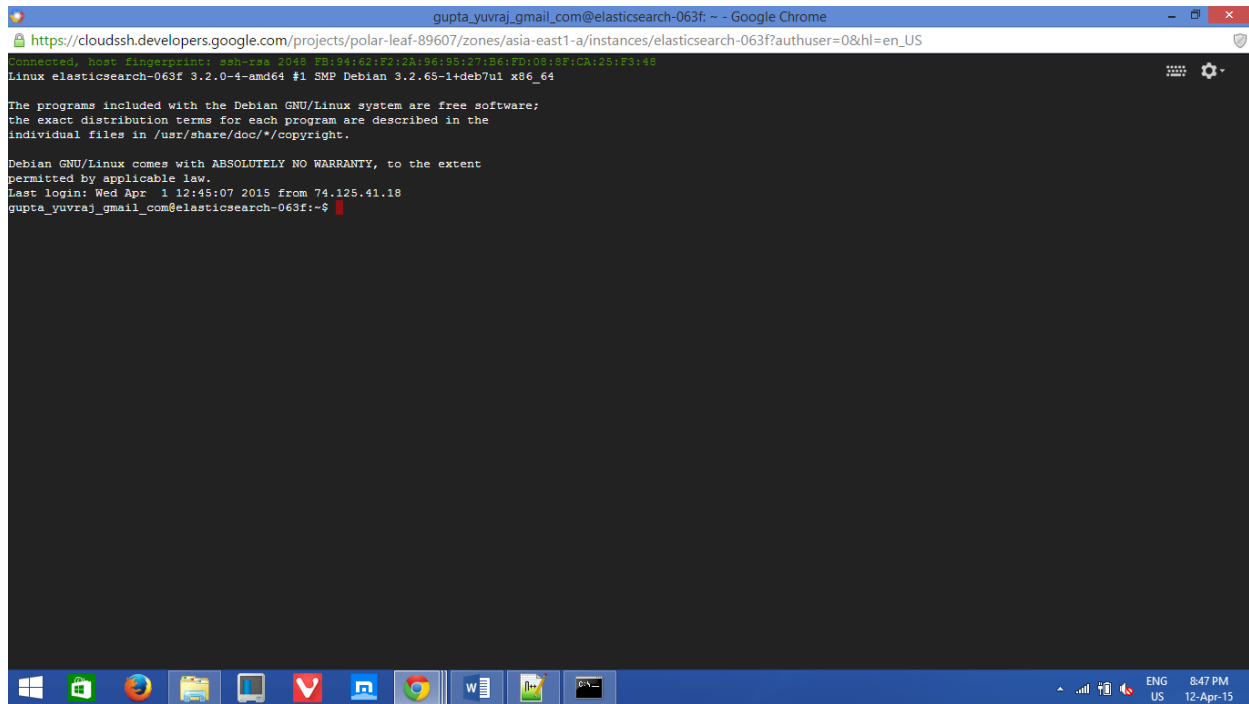 gupta_yuvraj_gmail_com@elasticsearch-063f: ~ - Google Chrome
https://cloudssh.developers.google.com/projects/polar-leaf-89607/zones/asia-east1-a/instances/elasticsearch-063f?authuser=0&hl=en_US
Connected, host fingerprint: ssh-rsa 2048 FB:94:62:F2:2A:96:95:27:B6:FD:08:8F:CA:25:F3:48
Linux elasticsearch-063f 3.2.0-4-amd64 #1 SMP Debian 3.2.65-1+deb7u1 x86_64
The programs included with the Debian GNU/Linux system are free software;
the exact distribution terms for each program are described in the
individual files in /usr/share/doc/*/copyright.
Debian GNU/Linux comes with ABSOLUTELY NO WARRANTY, to the extent
permitted by applicable law.
Last login: Wed Apr  1 12:45:07 2015 from 74.125.41.18
gupta_yuvraj_gmail_com@elasticsearch-063f:~$
ENG 8:47 PM
US 12-Apr-15